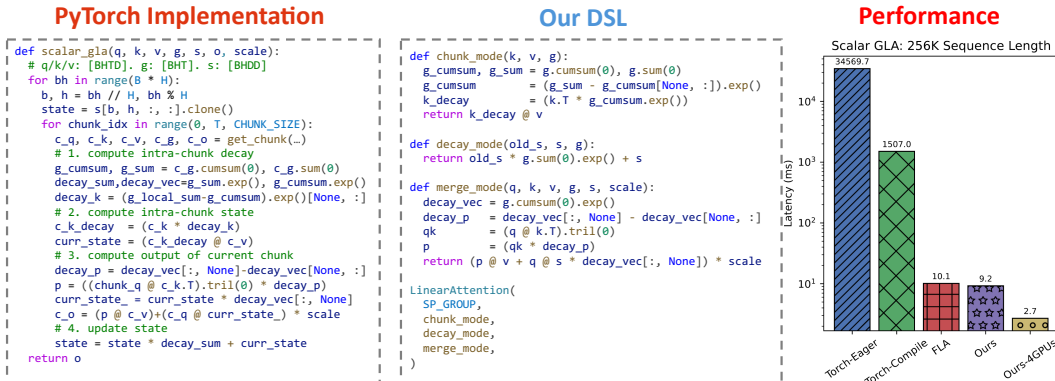 PyTorch Implementation
def scalar_gla(q, k, v, g, s, o, scale):
# q/k/v: [BHTD]. g: [BHT]. s: [BHDD]
for bh in range(B * H):
b, h = bh // H, bh % H
state = s[b, h, :, :].clone()
for chunk_idx in range(0, T, CHUNK_SIZE):
c_q, c_k, c_v, c_g, c_o = get_chunk(…)
# 1. compute intra-chunk decay
g_cumsum, g_sum = c_g.cumsum(0), c_g.sum(0)
decay_sum,decay_vec=g_sum.exp(), g_cumsum.exp()
decay_k = (g_local_sum-g_cumsum).exp()[None, :]
# 2. compute intra-chunk state
c_k_decay = (c_k * decay_k)
curr_state = (c_k_decay @ c_v)
# 3. compute output of current chunk
decay_p = decay_vec[:, None]-decay_vec[None, :]
p = ((chunk_q @ c_k.T).tril(0) * decay_p)
curr_state_ = curr_state * decay_vec[:, None]
c_o = (p @ c_v)+(c_q @ curr_state_) * scale
# 4. update state
state = state * decay_sum + curr_state
return o
Our DSL
def chunk_mode(k, v, g):
g_cumsum, g_sum = g.cumsum(0), g.sum(0)
g_cumsum = (g_sum - g_cumsum[None, :]).exp()
k_decay = (k.T * g_cumsum.exp())
return k_decay @ v
def decay_mode(old_s, s, g):
return old_s * g.sum(0).exp() + s
def merge_mode(q, k, v, g, s, scale):
decay_vec = g.cumsum(0).exp()
decay_p = decay_vec[:, None] - decay_vec[None, :]
qk = (q @ k.T).tril(0)
p = (qk * decay_p)
return (p @ v + q @ s * decay_vec[:, None]) * scale
LinearAttention(
SP_GROUP,
chunk_mode,
decay_mode,
merge_mode,
)
Performance
Scalar GLA: 256K Sequence Length
34569.7
1507.0
10.1
9.2
2.7
10⁴
10³
10²
10¹
Latency (ms)
Torch-Eager
Torch-Compile
FLA
Ours
Ours-4GPUs